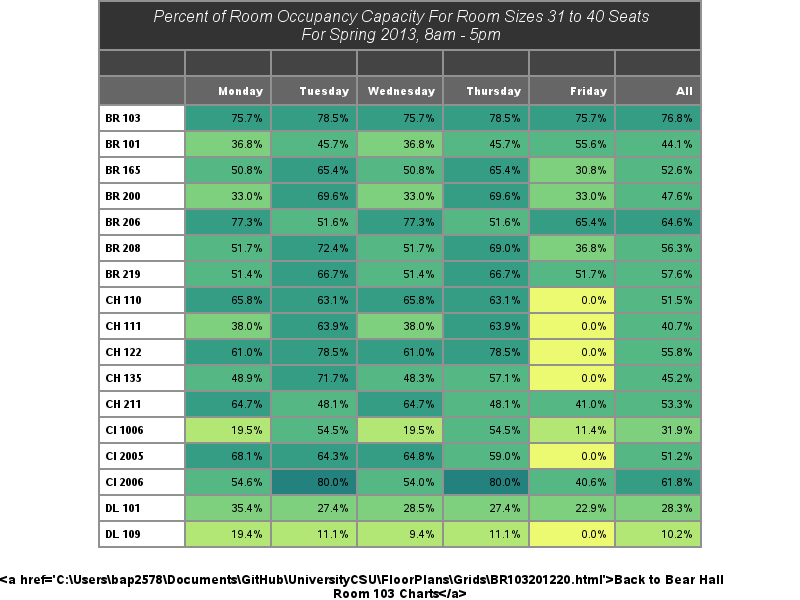 Percent of Room Occupancy Capacity For Room Sizes 31 to 40 Seats
For Spring 2013, 8am - 5pm
Monday Tuesday Wednesday Thursday Friday All
BR 103 75.7% 78.5% 75.7% 78.5% 75.7% 76.8%
BR 101 36.8% 45.7% 36.8% 45.7% 55.6% 44.1%
BR 165 50.8% 65.4% 50.8% 65.4% 30.8% 52.6%
BR 200 33.0% 69.6% 33.0% 69.6% 33.0% 47.6%
BR 206 77.3% 51.6% 77.3% 51.6% 65.4% 64.6%
BR 208 51.7% 72.4% 51.7% 69.0% 36.8% 56.3%
BR 219 51.4% 66.7% 51.4% 66.7% 51.7% 57.6%
CH 110 65.8% 63.1% 65.8% 63.1% 0.0% 51.5%
CH 111 38.0% 63.9% 38.0% 63.9% 0.0% 40.7%
CH 122 61.0% 78.5% 61.0% 78.5% 0.0% 55.8%
CH 135 48.9% 71.7% 48.3% 57.1% 0.0% 45.2%
CH 211 64.7% 48.1% 64.7% 48.1% 41.0% 53.3%
CI 1006 19.5% 54.5% 19.5% 54.5% 11.4% 31.9%
CI 2005 68.1% 64.3% 64.8% 59.0% 0.0% 51.2%
CI 2006 54.6% 80.0% 54.0% 80.0% 40.6% 61.8%
DL 101 35.4% 27.4% 28.5% 27.4% 22.9% 28.3%
DL 109 19.4% 11.1% 9.4% 11.1% 0.0% 10.2%
<a href='C:\Users\bap2578\Documents\GitHub\UniversityCSU\FloorPlans\Grids\BR103201220.html'>Back to Bear Hall
Room 103 Charts</a>